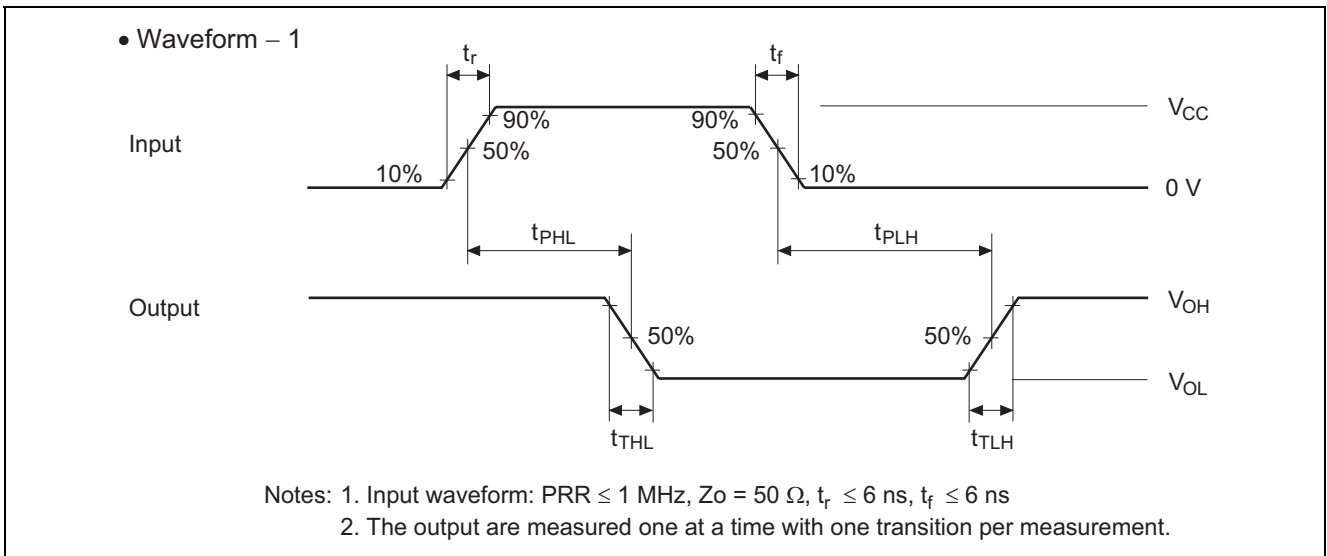 • Waveform – 1
tr
tf
90%
90%
VCC
Input
50%
50%
10%
10%
0 V
tPHL
tPLH
Output
VOH
50%
50%
VOL
tTHL
tTLH
Notes: 1. Input waveform: PRR ≤ 1 MHz, Zo = 50 Ω, tr ≤ 6 ns, tf ≤ 6 ns
2. The output are measured one at a time with one transition per measurement.